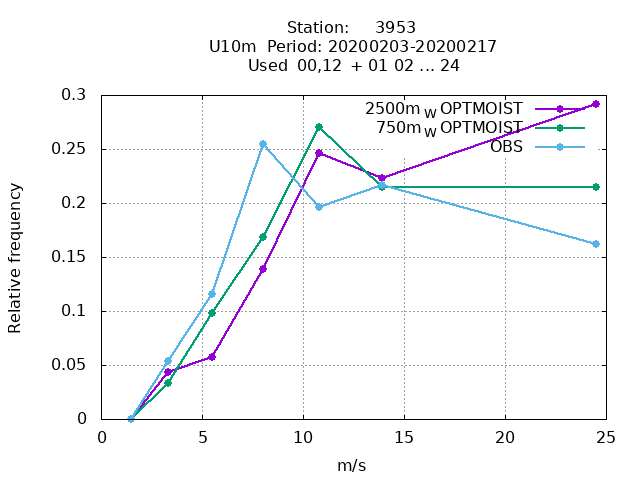 Station: 3953
U10m Period: 20200203-20200217
Used 00,12 + 01 02 ... 24
0.3
0.25
0.2
0.15
0.1
0.05
0
Relative frequency
2500m W OPTMOIST
750m W OPTMOIST
OBS
0 5 10 15 20 25
m/s